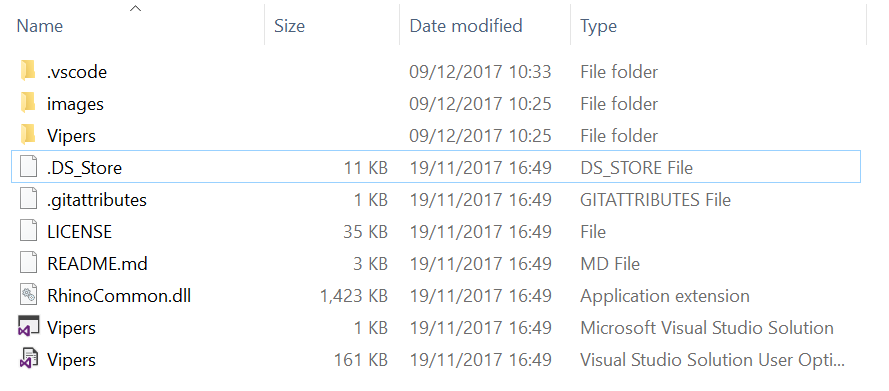 Name Size Date modified Type
.vscode 09/12/2017 10:33 File folder
images 09/12/2017 10:25 File folder
Vipers 09/12/2017 10:25 File folder
.DS_Store 11 KB 19/11/2017 16:49 DS_STORE File
.gitattributes 1 KB 19/11/2017 16:49 GITATTRIBUTES File
LICENSE 35 KB 19/11/2017 16:49 File
README.md 3 KB 19/11/2017 16:49 MD File
RhinoCommon.dll 1,423 KB 19/11/2017 16:49 Application extension
Vipers 1 KB 19/11/2017 16:49 Microsoft Visual Studio Solution
Vipers 161 KB 19/11/2017 16:49 Visual Studio Solution User Opti...